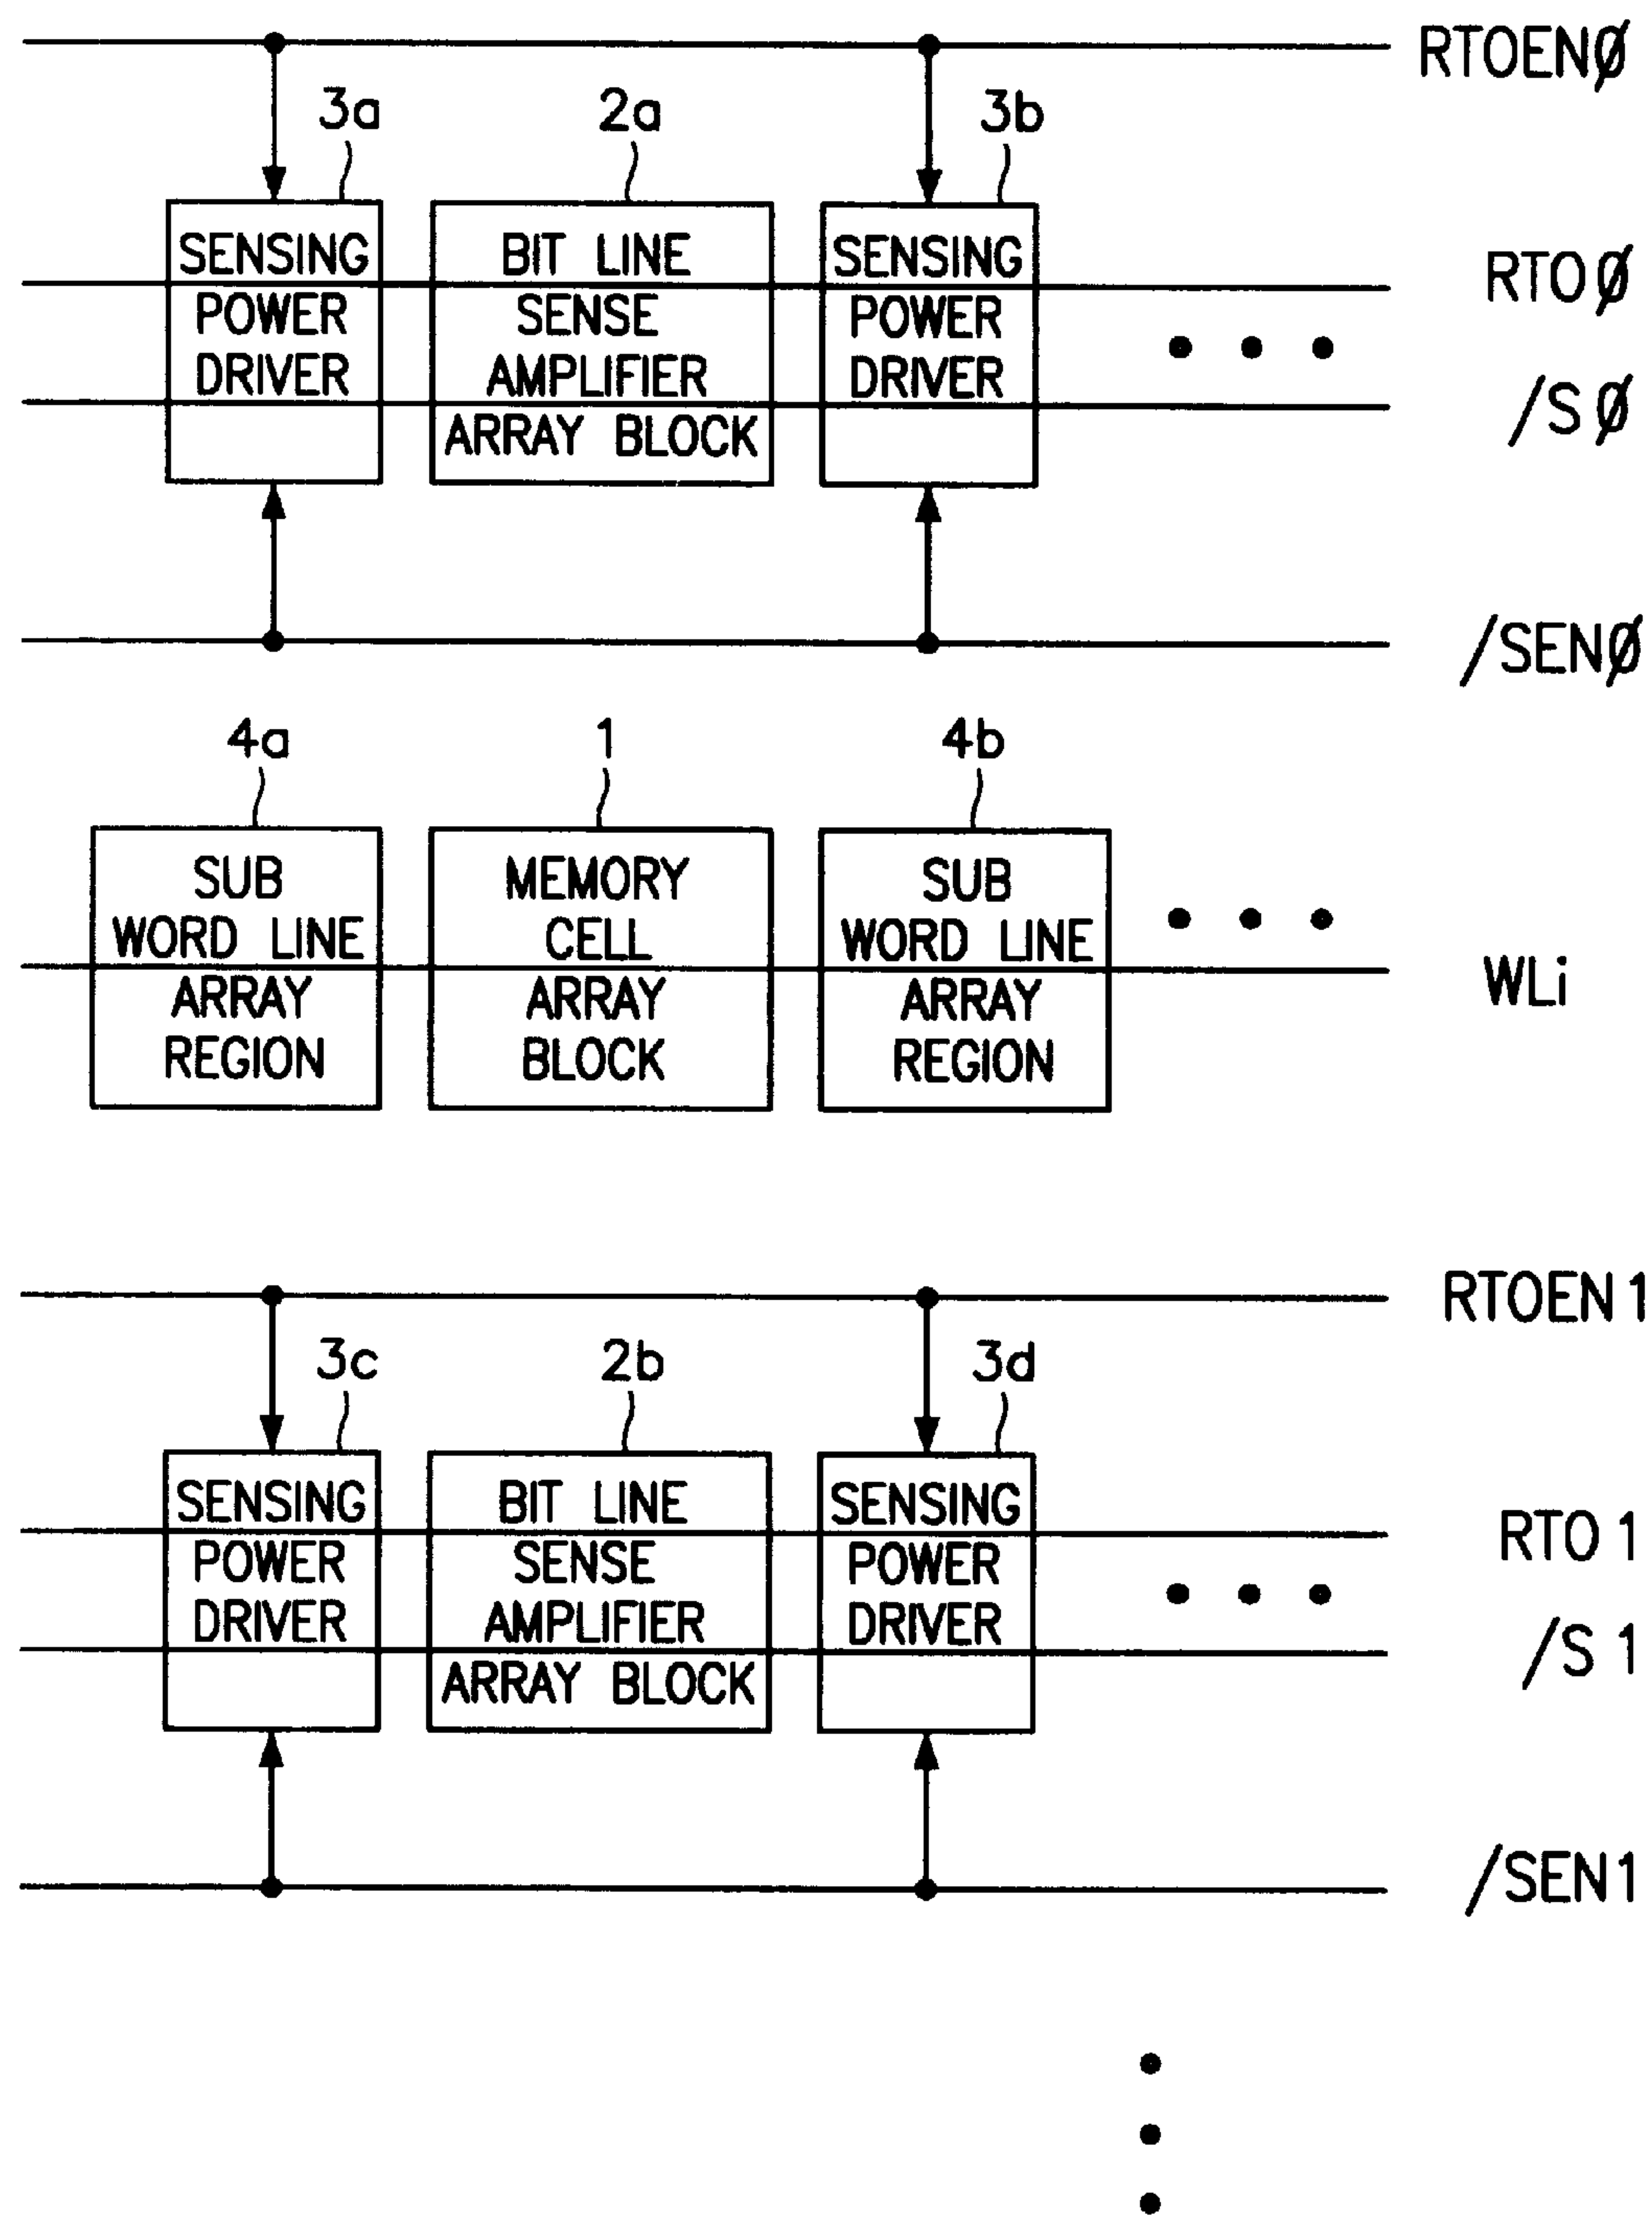 RTOENØ
3a 2a 3b
SENSING POWER DRIVER
BIT LINE SENSE AMPLIFIER ARRAY BLOCK
SENSING POWER DRIVER
RTOØ
/SØ
/SENØ
4a 1 4b
SUB WORD LINE ARRAY REGION
MEMORY CELL ARRAY BLOCK
SUB WORD LINE ARRAY REGION
WLi
RTOEN1
3c 2b 3d
SENSING POWER DRIVER
BIT LINE SENSE AMPLIFIER ARRAY BLOCK
SENSING POWER DRIVER
RTO1
/S1
/SEN1